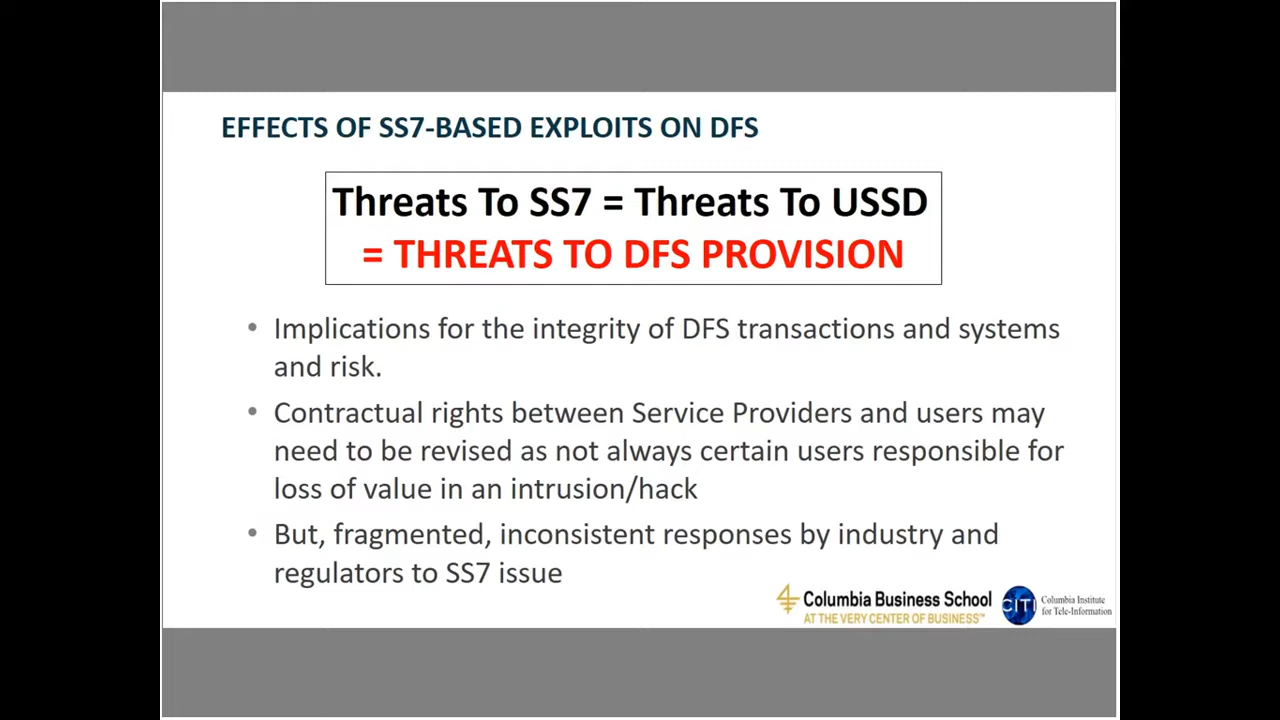 EFFECTS OF SS7-BASED EXPLOITS ON DFS
Threats To SS7 = Threats To USSD
= THREATS TO DFS PROVISION
• Implications for the integrity of DFS transactions and systems
and risk.
• Contractual rights between Service Providers and users may
need to be revised as not always certain users responsible for
loss of value in an intrusion/hack
• But, fragmented, inconsistent responses by industry and
regulators to SS7 issue
Columbia Business School
AT THE VERY CENTER OF BUSINESS™
CITI
Columbia Institute
for Tele-Information